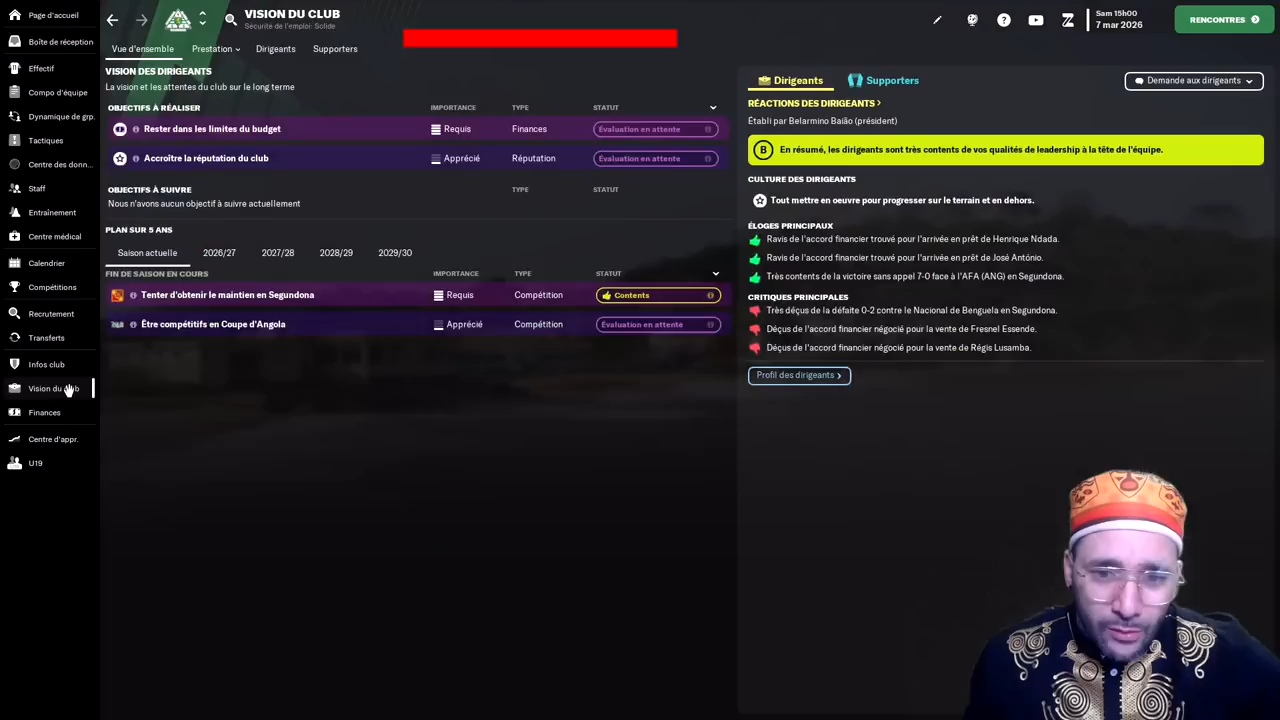 Page d'accueil
Boîte de réception
Effectif
Compo d'équipe
Dynamique de grp.
Tactiques
Centre des donn...
Staff
Entraînement
Centre médical
Calendrier
Compétitions
Recrutement
Transferts
Infos club
Vision du club
Finances
Centre d'appr.
U19
VISION DU CLUB
Sécurité de l'emploi: Solide
Sam 15h00
7 mar 2026
RENCONTRES
Vue d'ensemble
Prestation
Dirigeants
Supporters
VISION DES DIRIGEANTS
La vision et les attentes du club sur le long terme
OBJECTIFS À RÉALISER IMPORTANCE TYPE STATUT
Rester dans les limites du budget Requis Finances Évaluation en attente
Accroître la réputation du club Apprécié Réputation Évaluation en attente
OBJECTIFS À SUIVRE TYPE STATUT
Nous n'avons aucun objectif à suivre actuellement
PLAN SUR 5 ANS
Saison actuelle 2026/27 2027/28 2028/29 2029/30
FIN DE SAISON EN COURS IMPORTANCE TYPE STATUT
Tenter d'obtenir le maintien en Segundona Requis Compétition Contents
Être compétitifs en Coupe d'Angola Apprécié Compétition Évaluation en attente
Dirigeants Supporters Demande aux dirigeants
RÉACTIONS DES DIRIGEANTS
Établi par Belarmino Baião (président)
B En résumé, les dirigeants sont très contents de vos qualités de leadership à la tête de l'équipe.
CULTURE DES DIRIGEANTS
Tout mettre en oeuvre pour progresser sur le terrain et en dehors.
ÉLOGES PRINCIPAUX
Ravis de l'accord financier trouvé pour l'arrivée en prêt de Henrique Ndada.
Ravis de l'accord financier trouvé pour l'arrivée en prêt de José António.
Très contents de la victoire sans appel 7-0 face à l'AFA (ANG) en Segundona.
CRITIQUES PRINCIPALES
Très déçus de la défaite 0-2 contre le Nacional de Benguela en Segundona.
Déçus de l'accord financier négocié pour la vente de Fresnel Essende.
Déçus de l'accord financier négocié pour la vente de Régis Lusamba.
Profil des dirigeants